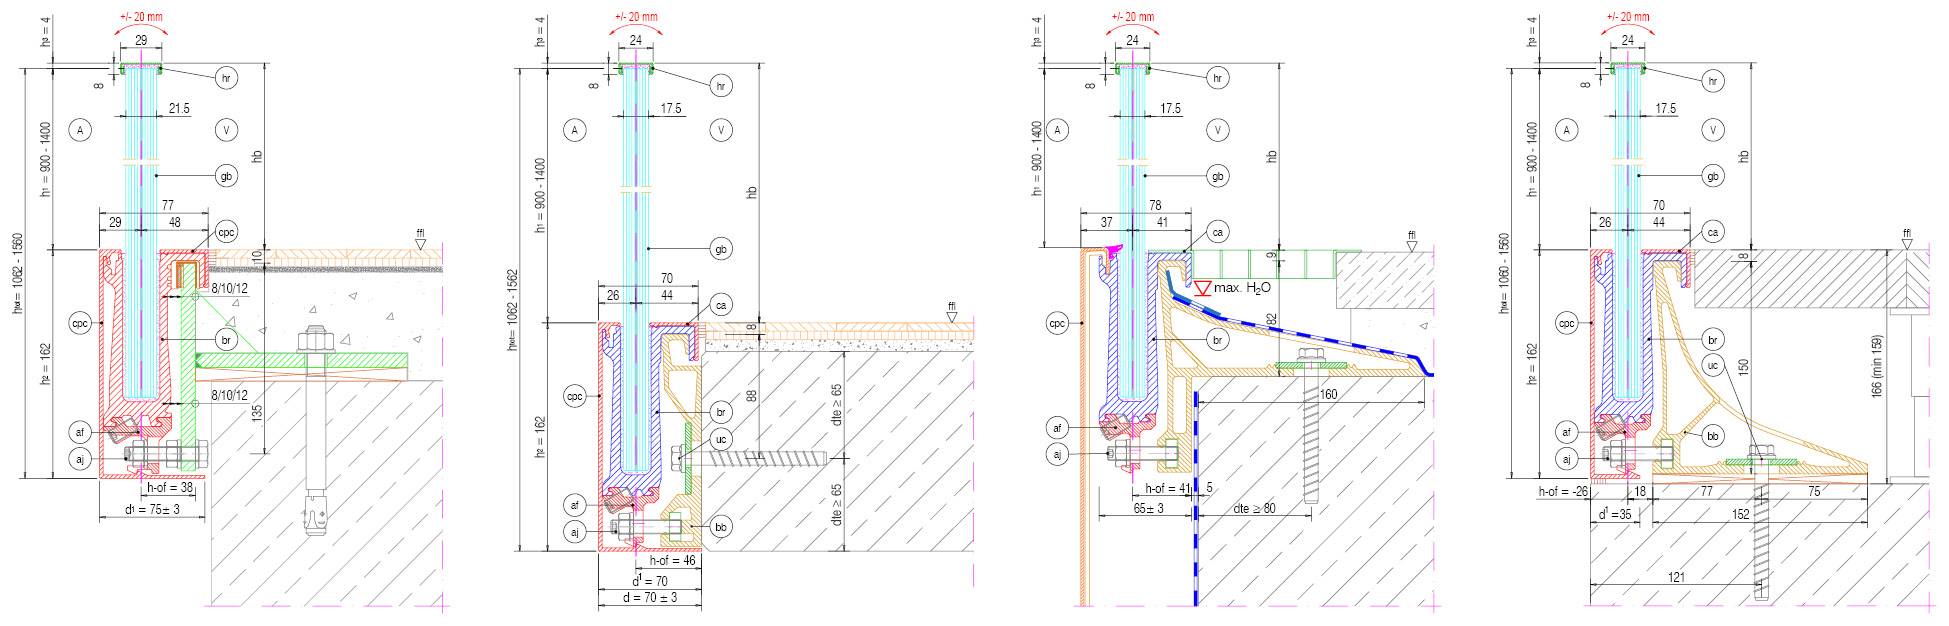 +/- 20 mm
29
h³ = 4
8
hr
21.5
A
V
h¹ = 900 - 1400
hb
gb
77
29
48
cpc
ffl
10
8/10/12
cpc
br
hᵗᵒᵗ = 1062 - 1560
h² = 162
8/10/12
135
af
aj
h-of = 38
d¹ = 75± 3
+/- 20 mm
24
h³ = 4
8
hr
17.5
A
V
h¹ = 900 - 1400
hb
gb
70
26
44
ca
ffl
8
hᵗᵒᵗ = 1062 - 1562
h² = 162
cpc
88
dte ≥ 65
br
uc
dte ≥ 65
af
aj
bb
h-of = 46
d¹ = 70
d = 70 ± 3
+/- 20 mm
24
h³ = 4
8
hr
17.5
A
V
h¹ = 900 - 1400
hb
gb
78
37
41
ca
ffl
9
max. H₂O
82
cpc
br
160
af
aj
h-of = 41
5
65± 3
dte ≥ 80
+/- 20 mm
24
h³ = 4
8
hr
17.5
A
V
h¹ = 900 - 1400
hb
gb
70
26
44
ca
ffl
8
hᵗᵒᵗ = 1060 - 1560
h² = 162
cpc
br
uc
150
166 (min 159)
af
aj
bb
h-of = -26
18
77
75
d¹ =35
152
121